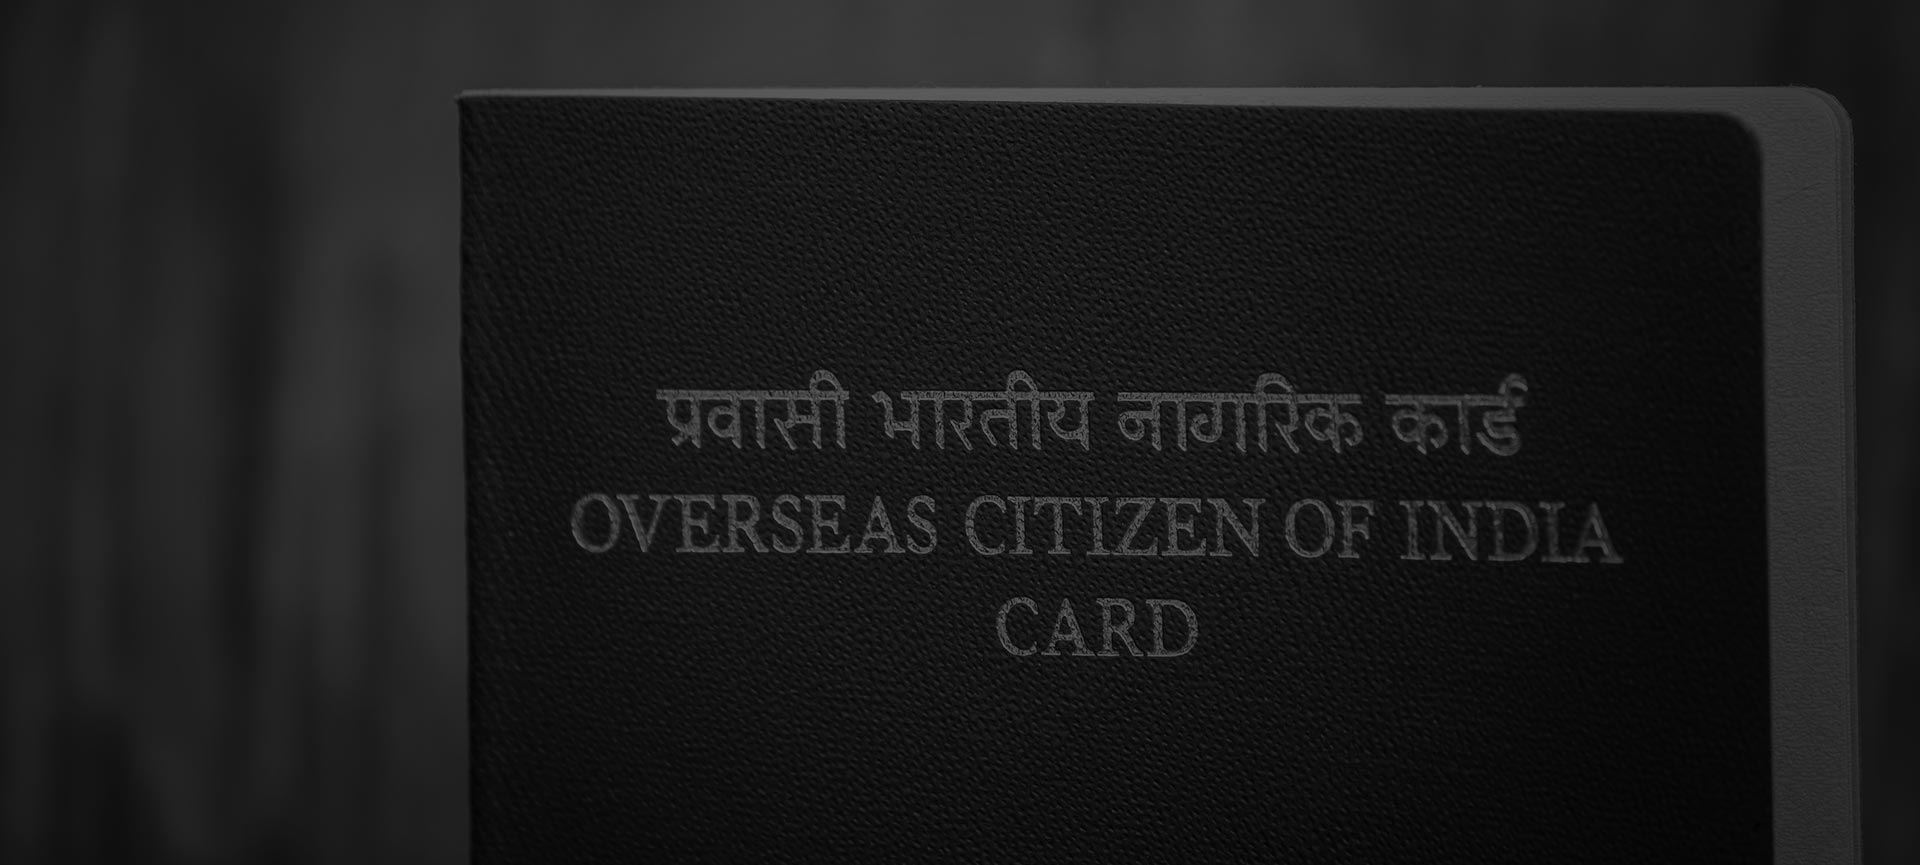 प्रवासी भारतीय नागरिक कार्ड
OVERSEAS CITIZEN OF INDIA
CARD